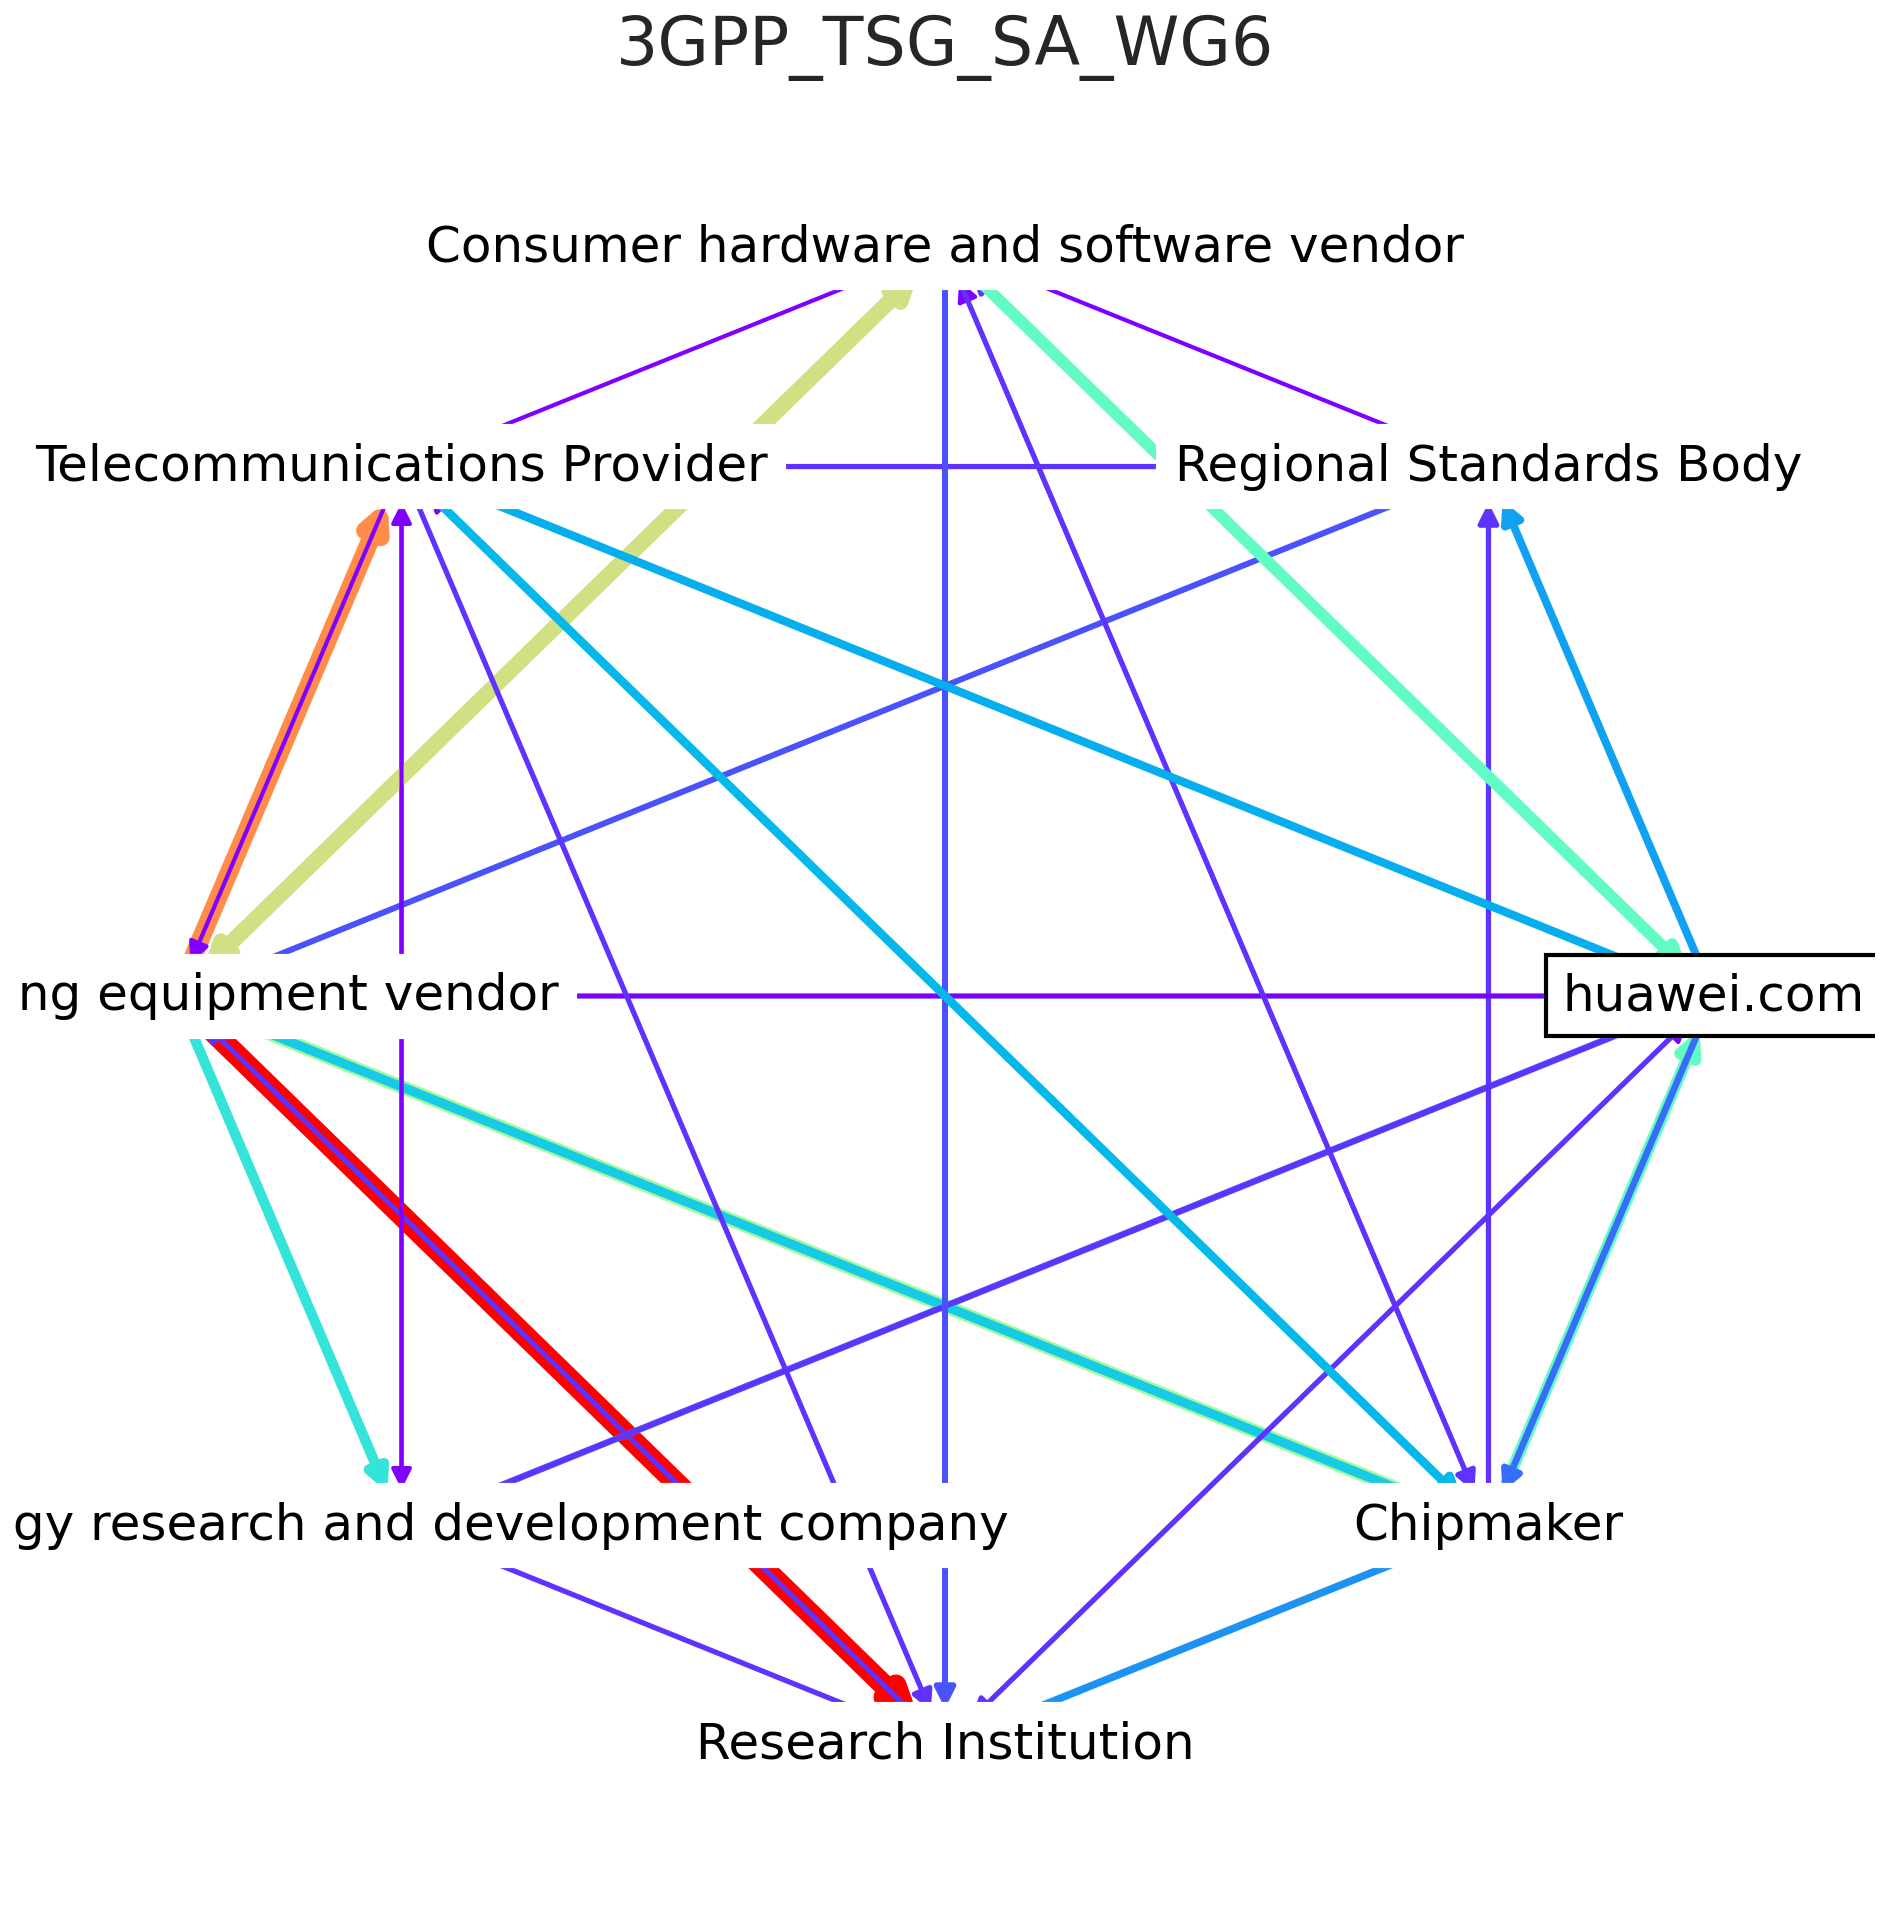 3GPP_TSG_SA_WG6
Consumer hardware and software vendor
Telecommunications Provider
Regional Standards Body
ng equipment vendor
huawei.com
gy research and development company
Chipmaker
Research Institution